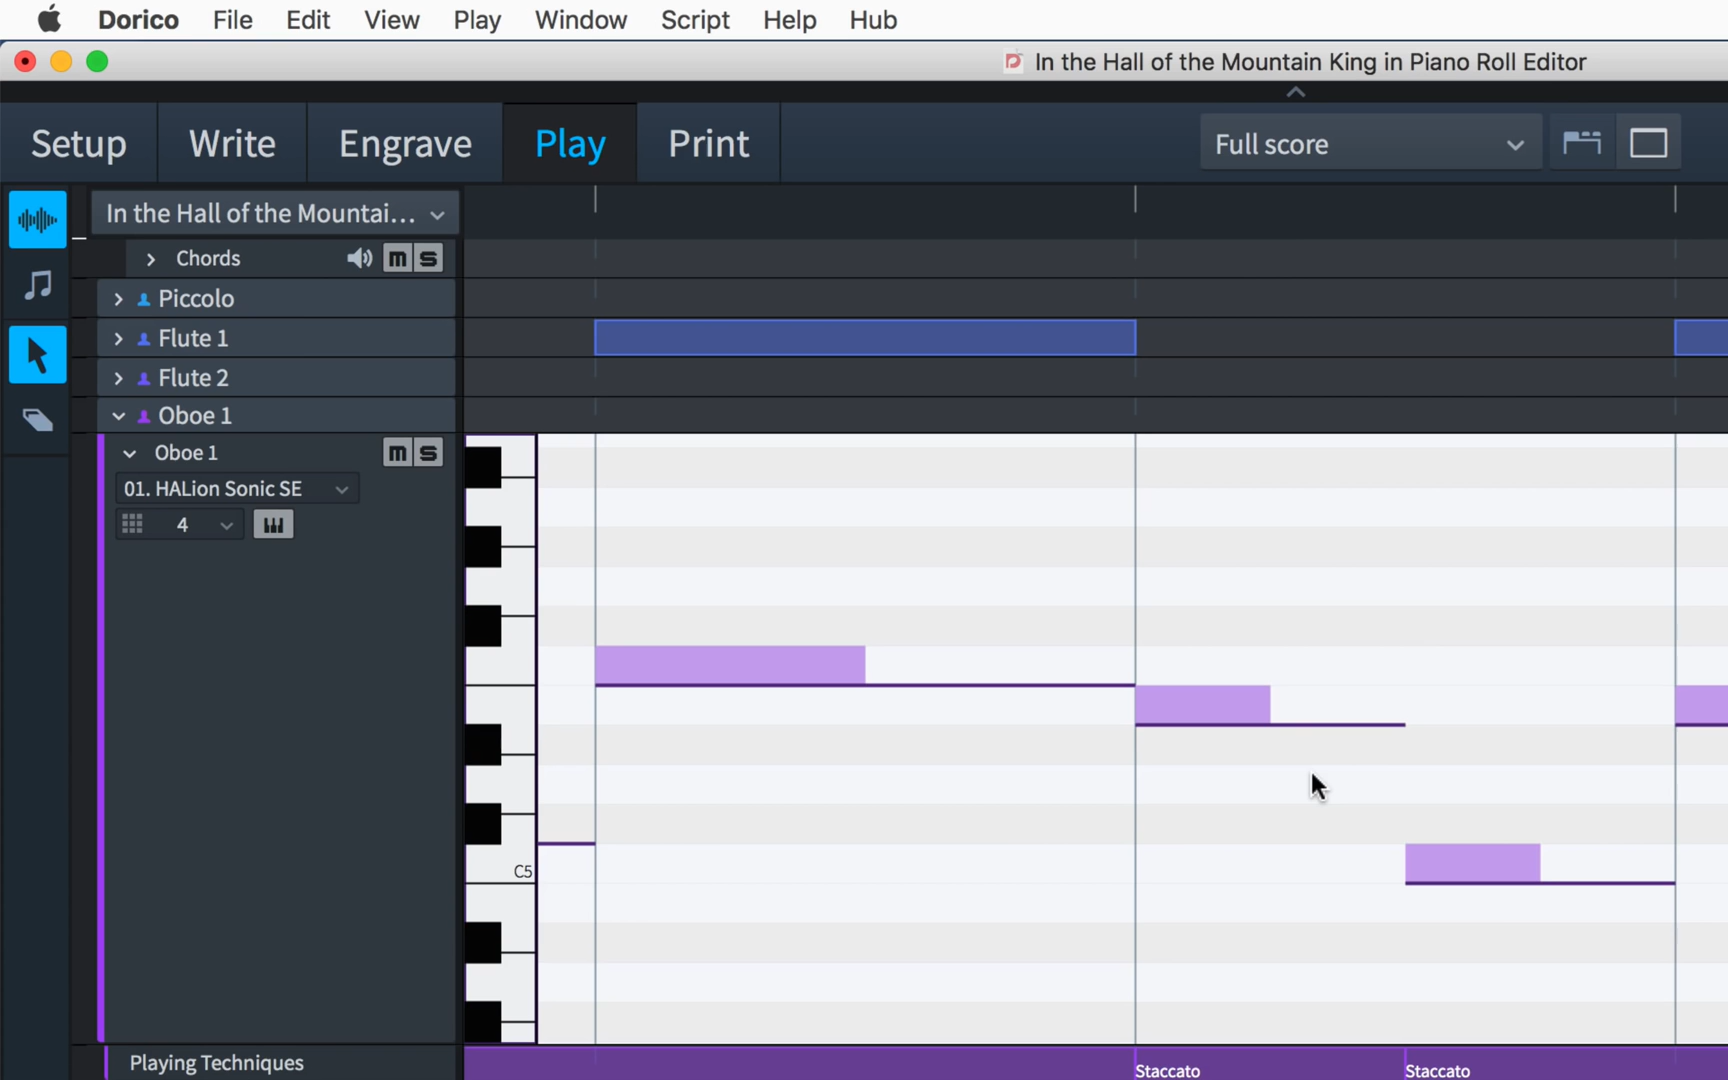 Dorico File Edit View Play Window Script Help Hub
In the Hall of the Mountain King in Piano Roll Editor
Setup Write Engrave Play Print Full score
In the Hall of the Mountai...
Chords m S
Piccolo
Flute 1
Flute 2
Oboe 1
Oboe 1 m S
01. HALion Sonic SE
4
C5
Playing Techniques
Staccato Staccato